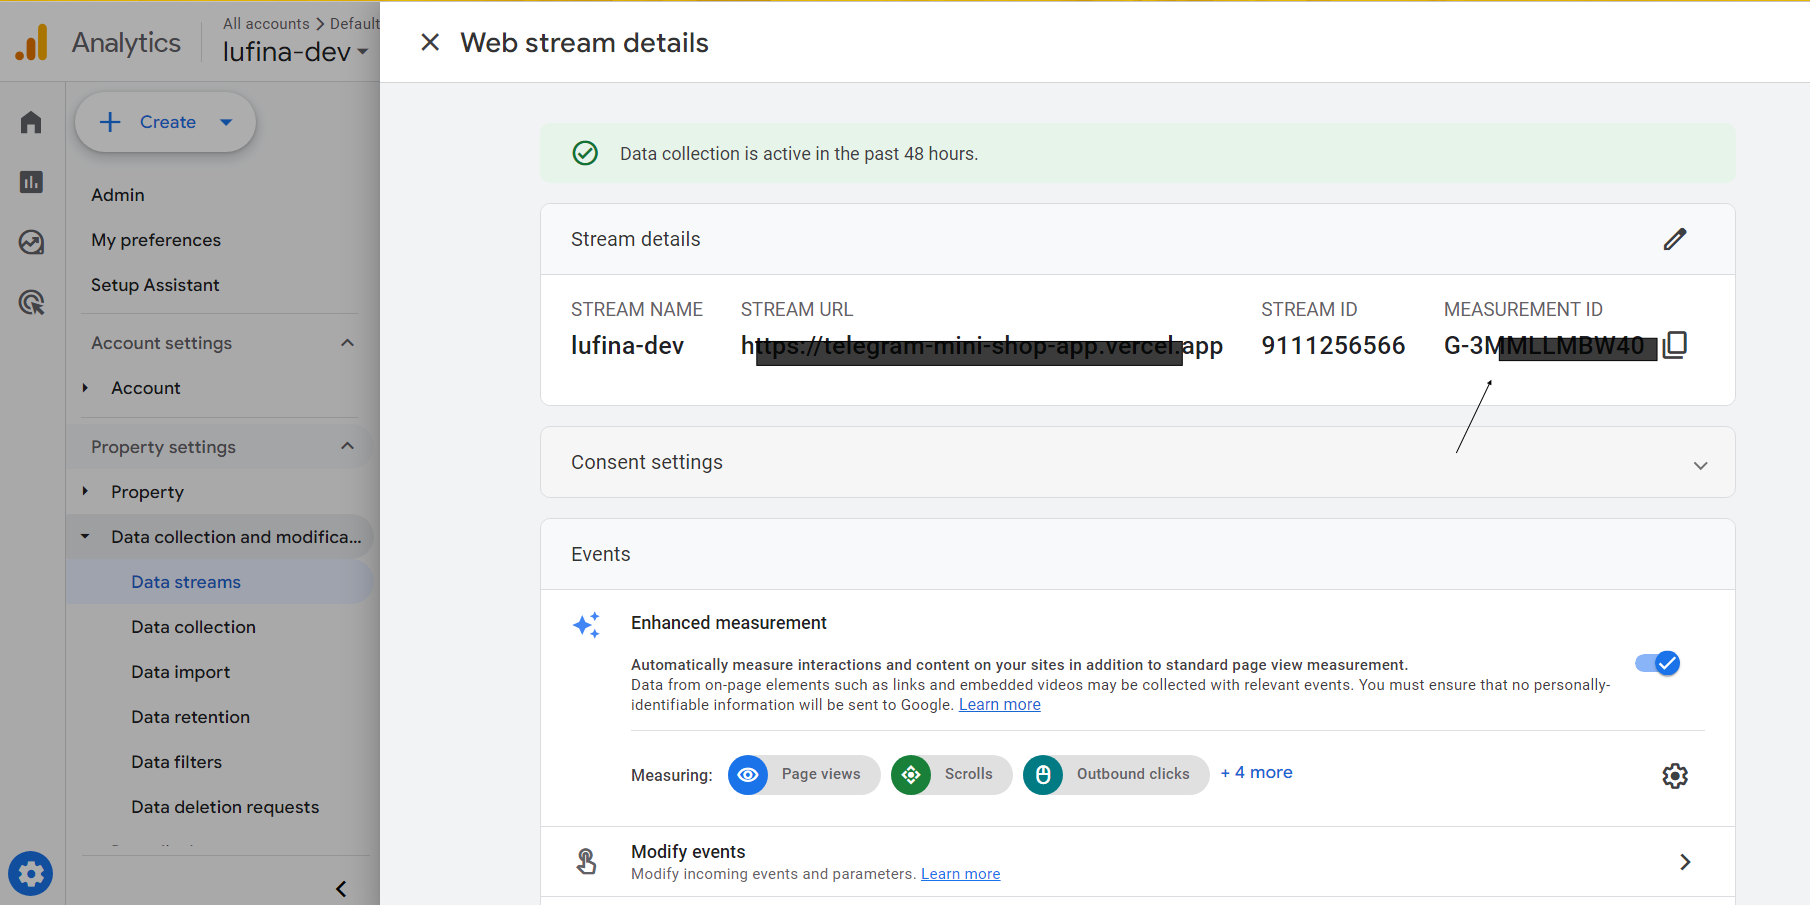 All accounts > Default
Analytics
lufina-dev
Create
Admin
My preferences
Setup Assistant
Account settings
Account
Property settings
Property
Data collection and modifica...
Data streams
Data collection
Data import
Data retention
Data filters
Data deletion requests
Web stream details
Data collection is active in the past 48 hours.
Stream details
STREAM NAME STREAM URL STREAM ID MEASUREMENT ID
lufina-dev https://telegram-mini-shop-app.vercel.app 9111256566 G-3MMLLMBW40
Consent settings
Events
Enhanced measurement
Automatically measure interactions and content on your sites in addition to standard page view measurement.
Data from on-page elements such as links and embedded videos may be collected with relevant events. You must ensure that no personally-
identifiable information will be sent to Google. Learn more
Measuring: Page views Scrolls Outbound clicks + 4 more
Modify events
Modify incoming events and parameters. Learn more